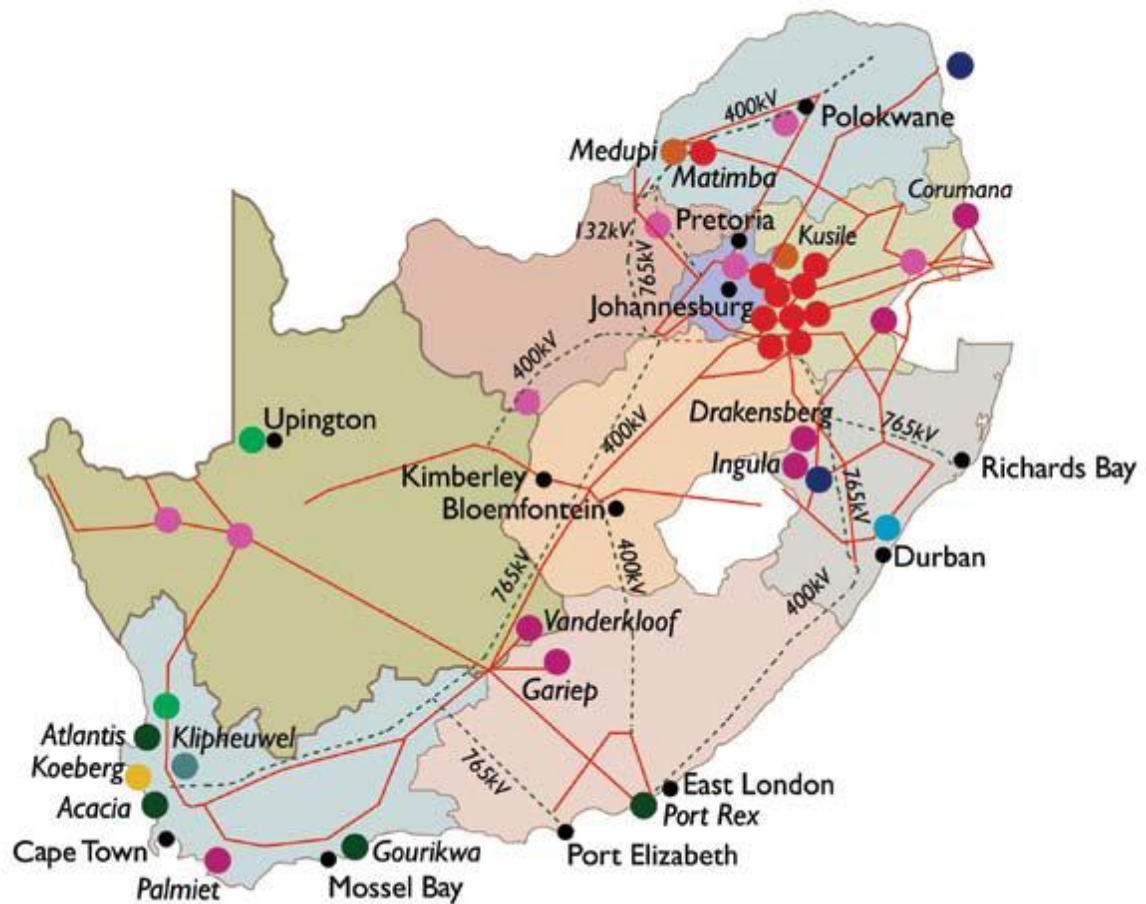 400kV
Polokwane
Medupi
Matimba
Corumana
132kV
Pretoria
Kusile
765kV
Johannesburg
400kV
Upington
Drakensberg
765kV
400kV
Kimberley
Ingula
Richards Bay
Bloemfontein
765kV
Durban
765kV
400kV
400kV
Vanderkloof
Gariep
Atlantis
Klipheuwel
Koeberg
765kV
East London
Acacia
Port Rex
Cape Town
Gourikwa
Port Elizabeth
Palmiet
Mossel Bay